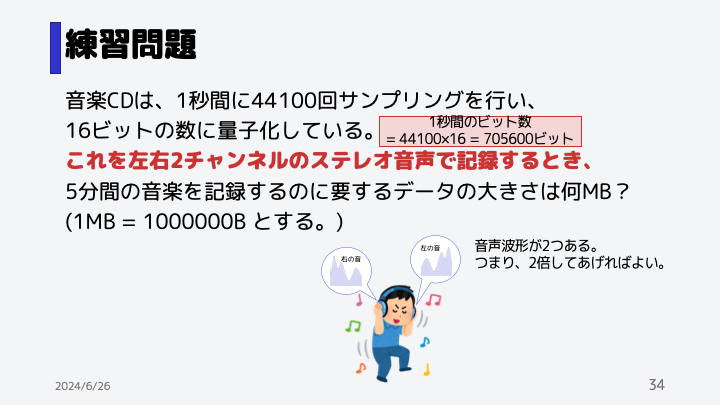 練習問題
音楽CDは、1秒間に44100回サンプリングを行い、
16ビットの数に量子化している。
1秒間のビット数
= 44100×16 = 705600ビット
これを左右2チャンネルのステレオ音声で記録するとき、
5分間の音楽を記録するのに要するデータの大きさは何MB？
(1MB = 1000000B とする。)
右の音
左の音
音声波形が2つある。
つまり、2倍してあげればよい。
2024/6/26
34